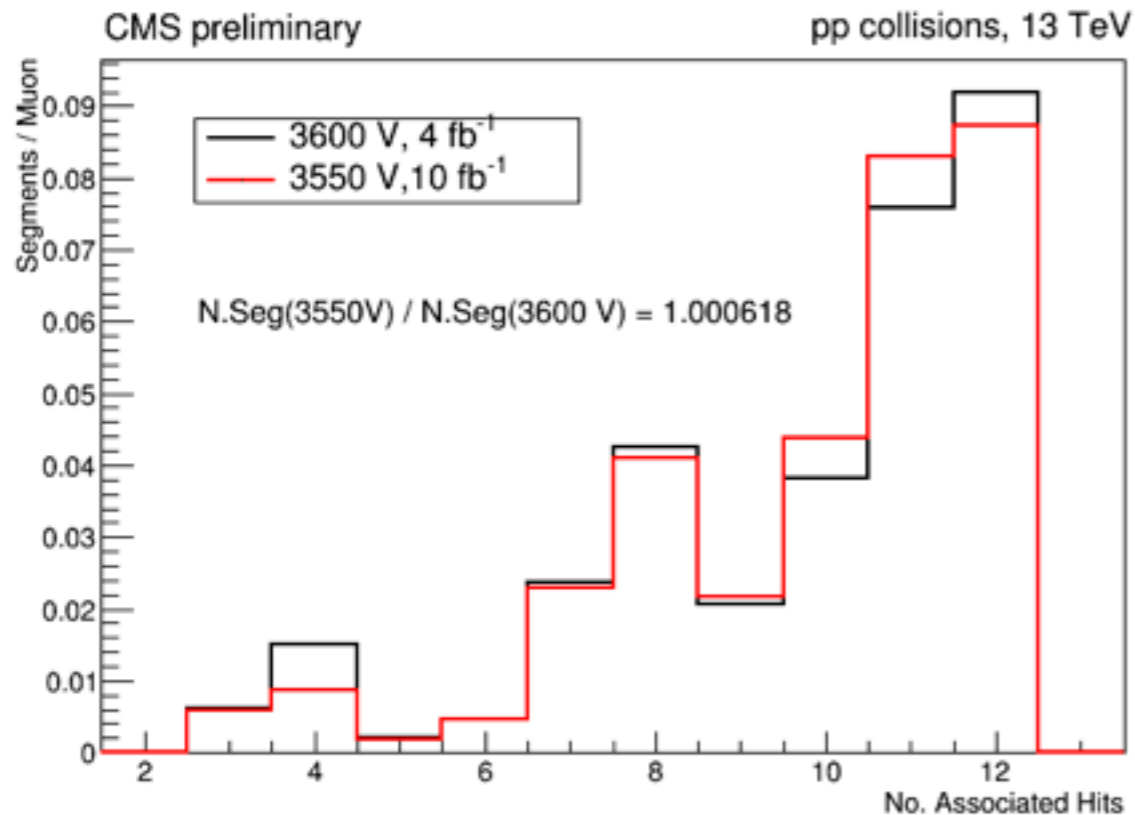 CMS preliminary
pp collisions, 13 TeV
Segments / Muon
0.09
0.08
0.07
0.06
0.05
0.04
0.03
0.02
0.01
0
3600 V, 4 fb⁻¹
3550 V,10 fb⁻¹
N.Seg(3550V) / N.Seg(3600 V) = 1.000618
2 4 6 8 10 12
No. Associated Hits